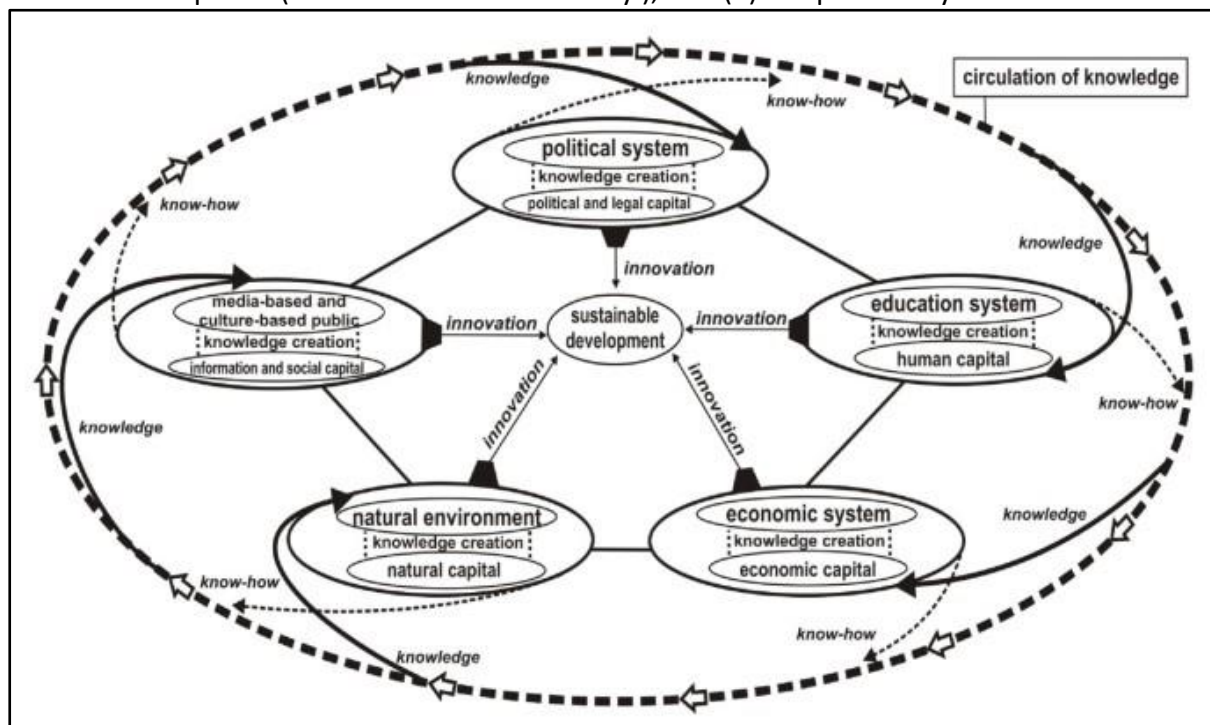 circulation of knowledge
knowledge
know-how
political system
knowledge creation
political and legal capital
know-how
knowledge
innovation
media-based and
culture-based public
knowledge creation
information and social capital
innovation
sustainable
development
innovation
education system
knowledge creation
human capital
know-how
knowledge
innovation
innovation
natural environment
knowledge creation
natural capital
economic system
knowledge creation
economic capital
knowledge
know-how
know-how
knowledge